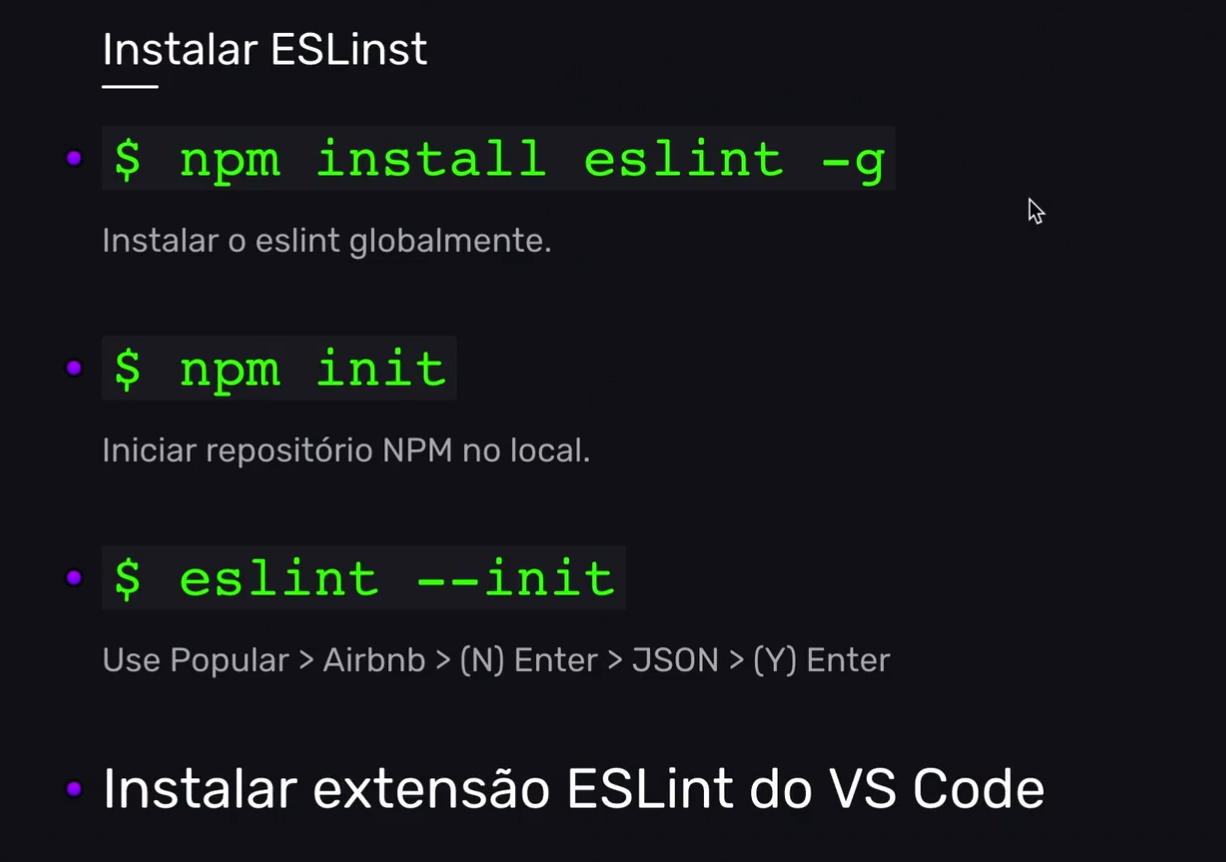 Instalar ESLinst
$ npm install eslint -g
Instalar o eslint globalmente.
$ npm init
Iniciar repositório NPM no local.
$ eslint --init
Use Popular > Airbnb > (N) Enter > JSON > (Y) Enter
Instalar extensão ESLint do VS Code